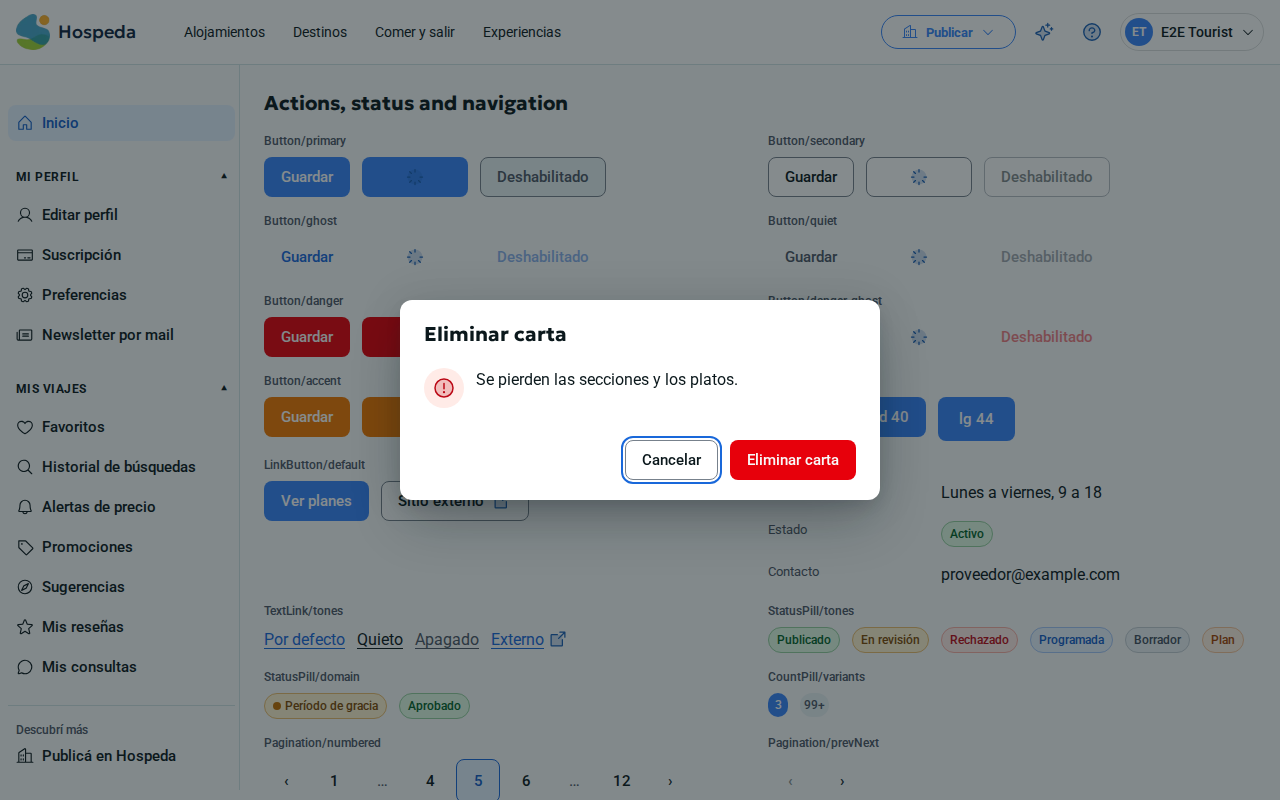 Hospeda
Alojamientos
Destinos
Comer y salir
Experiencias
Publicar
ET
E2E Tourist
Inicio
MI PERFIL
Editar perfil
Suscripción
Preferencias
Newsletter por mail
MIS VIAJES
Favoritos
Historial de búsquedas
Alertas de precio
Promociones
Sugerencias
Mis reseñas
Mis consultas
Descubrí más
Publicá en Hospeda
Actions, status and navigation
Button/primary
Guardar
Deshabilitado
Button/secondary
Guardar
Deshabilitado
Button/ghost
Guardar
Deshabilitado
Button/quiet
Guardar
Deshabilitado
Button/danger
Guardar
Deshabilitado
Button/accent
Guardar
40
lg 44
LinkButton/default
Ver planes
Sitio externo
Lunes a viernes, 9 a 18
Estado
Activo
Contacto
proveedor@example.com
TextLink/tones
Por defecto
Quieto
Apagado
Externo
StatusPill/tones
Publicado
En revisión
Rechazado
Programada
Borrador
Plan
StatusPill/domain
Período de gracia
Aprobado
CountPill/variants
3
99+
Pagination/numbered
‹ 1 … 4 5 6 … 12 ›
Pagination/prevNext
‹ ›
Eliminar carta
Se pierden las secciones y los platos.
Cancelar
Eliminar carta